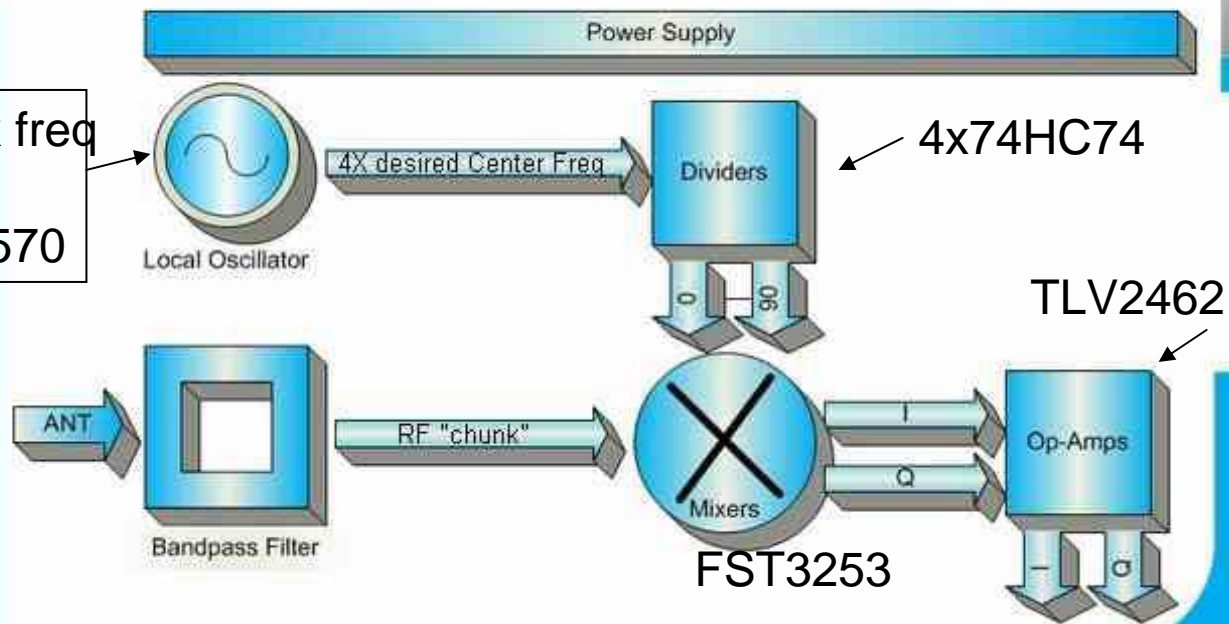 Power Supply
freq
570
4X desired Center Freq
Dividers
4x74HC74
Local Oscillator
0
90
TLV2462
ANT
RF "chunk"
I
Q
Op-Amps
Mixers
Bandpass Filter
FST3253
I
Q